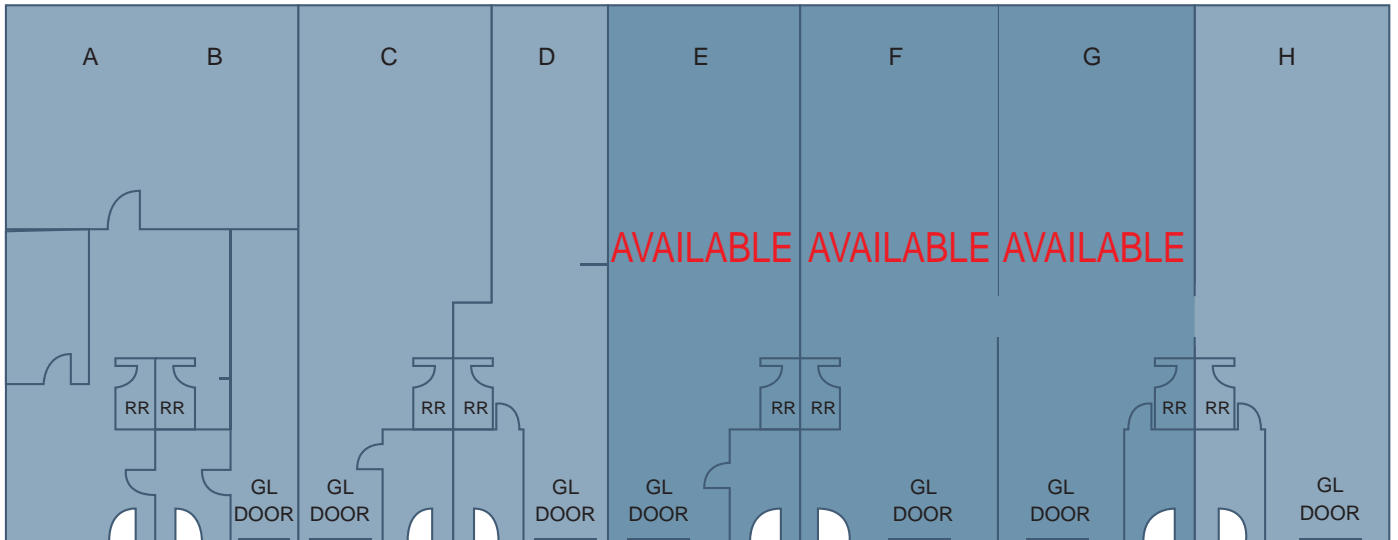 A B C D E F G H
AVAILABLE AVAILABLE AVAILABLE
RR RR RR RR RR RR RR RR
GL GL GL GL GL GL GL
DOOR DOOR DOOR DOOR DOOR DOOR DOOR